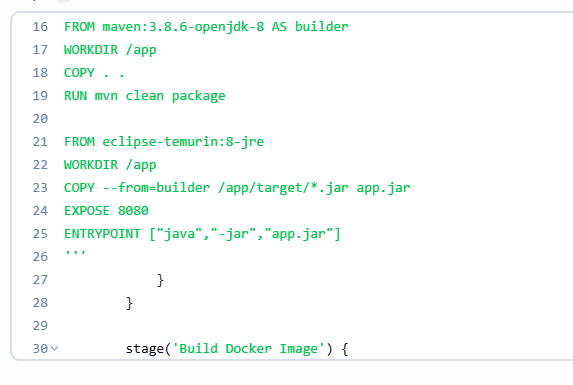 16 FROM maven:3.8.6-openjdk-8 AS builder
17 WORKDIR /app
18 COPY . .
19 RUN mvn clean package
20
21 FROM eclipse-temurin:8-jre
22 WORKDIR /app
23 COPY --from=builder /app/target/*.jar app.jar
24 EXPOSE 8080
25 ENTRYPOINT ["java","-jar","app.jar"]
26 '''
27             }
28         }
29
30         stage('Build Docker Image') {